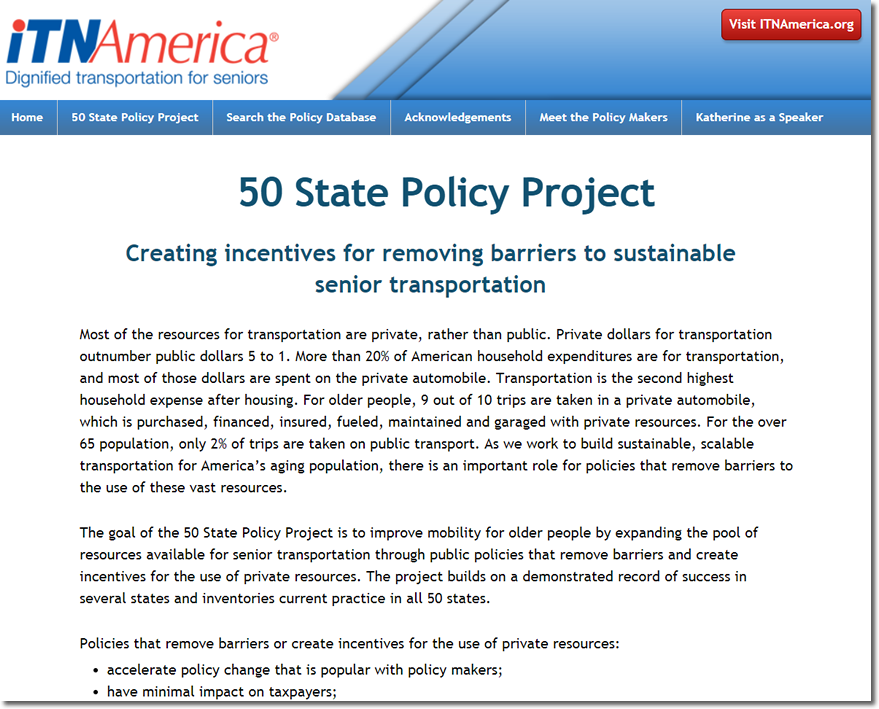 iTNAmerica®
Dignified transportation for seniors
Visit ITNAmerica.org
Home
50 State Policy Project
Search the Policy Database
Acknowledgements
Meet the Policy Makers
Katherine as a Speaker
50 State Policy Project
Creating incentives for removing barriers to sustainable
senior transportation
Most of the resources for transportation are private, rather than public. Private dollars for transportation
outnumber public dollars 5 to 1. More than 20% of American household expenditures are for transportation,
and most of those dollars are spent on the private automobile. Transportation is the second highest
household expense after housing. For older people, 9 out of 10 trips are taken in a private automobile,
which is purchased, financed, insured, fueled, maintained and garaged with private resources. For the over
65 population, only 2% of trips are taken on public transport. As we work to build sustainable, scalable
transportation for America’s aging population, there is an important role for policies that remove barriers to
the use of these vast resources.
The goal of the 50 State Policy Project is to improve mobility for older people by expanding the pool of
resources available for senior transportation through public policies that remove barriers and create
incentives for the use of private resources. The project builds on a demonstrated record of success in
several states and inventories current practice in all 50 states.
Policies that remove barriers or create incentives for the use of private resources:
• accelerate policy change that is popular with policy makers;
• have minimal impact on taxpayers;